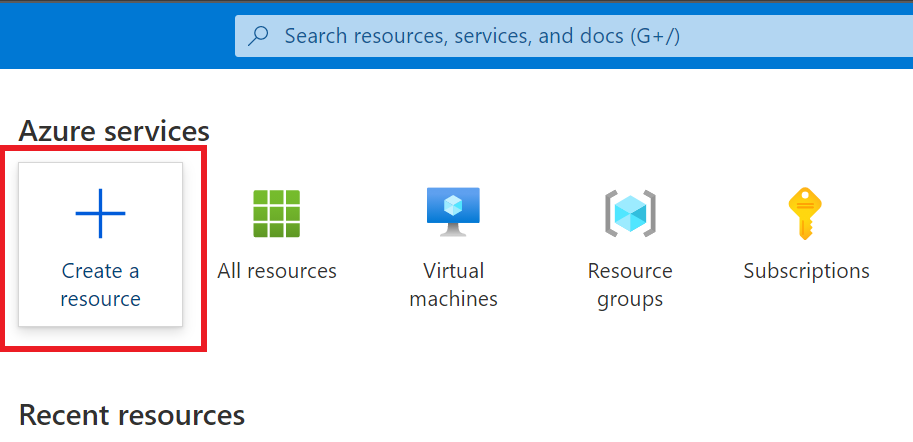 Search resources, services, and docs (G+/)
Azure services
Create a
resource
All resources
Virtual
machines
Resource
groups
Subscriptions
Recent resources